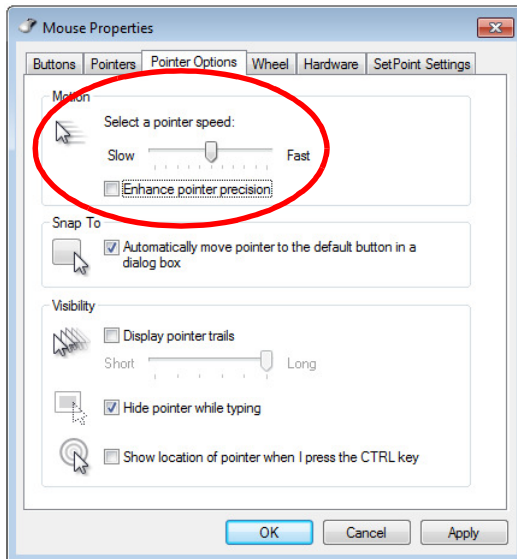 Mouse Properties
Buttons Pointers Pointer Options Wheel Hardware SetPoint Settings
Motion
Select a pointer speed:
Slow Fast
Enhance pointer precision
Snap To
Automatically move pointer to the default button in a
dialog box
Visibility
Display pointer trails
Short Long
Hide pointer while typing
Show location of pointer when I press the CTRL key
OK Cancel Apply